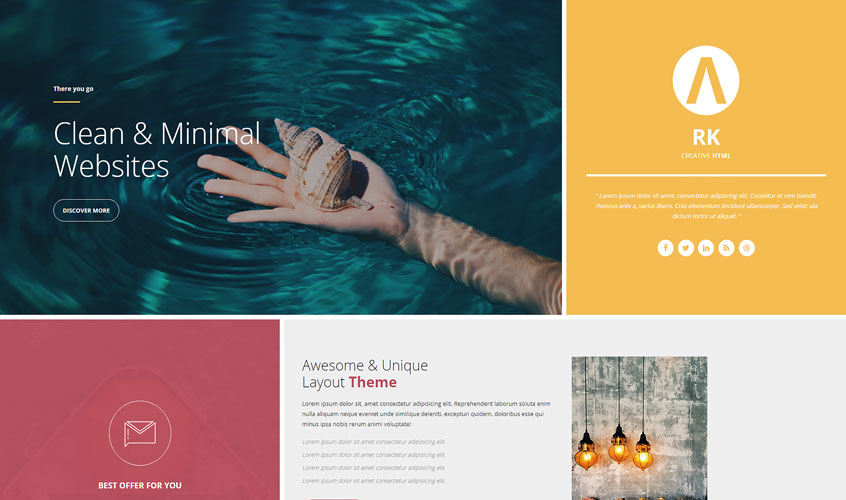 There you go
Clean & Minimal
Websites
DISCOVER MORE
RK
CREATIVE HTML
" Lorem ipsum dolor sit amet, consectetur adipiscing elit. Curabitur et sem blandit,
rhoncus ante a, varius libero. Cras elementum tincidunt ullamcorper. Sed vehic ula
dictum tortor ut aliquet. "
BEST OFFER FOR YOU
Awesome & Unique
Layout Theme
Lorem ipsum dolor sit amet, consectetur adipisicing elit. Reprehenderit laborum soluta enim
nulla aliquam neque eveniet unde similique deleniti, excepturi quidem, doloribus esse qui
minus ipsa nobis rerum animi voluptate!
Lorem ipsum dolor sit amet consectetur adipisicing elit.
Lorem ipsum dolor sit amet consectetur adipisicing elit.
Lorem ipsum dolor sit amet consectetur adipisicing elit.
Lorem ipsum dolor sit amet consectetur adipisicing elit.